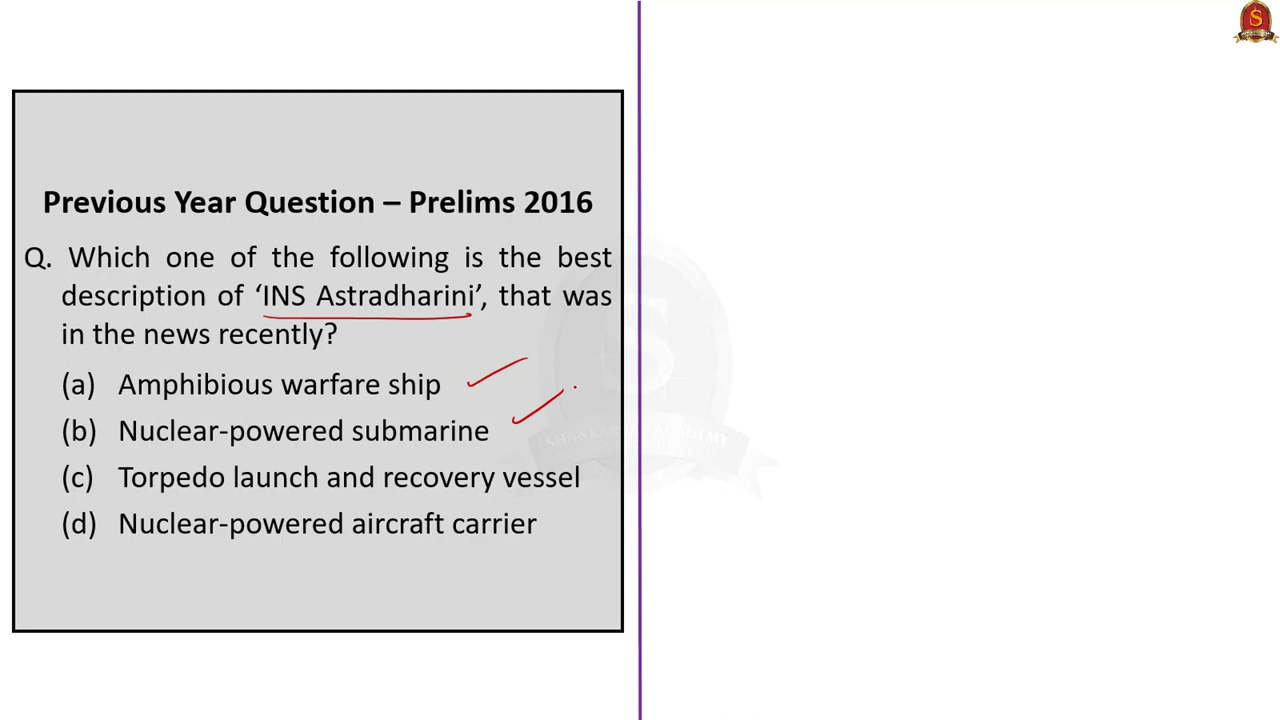 Previous Year Question – Prelims 2016
Q. Which one of the following is the best
description of ‘INS Astradharini’, that was
in the news recently?
(a) Amphibious warfare ship
(b) Nuclear-powered submarine
(c) Torpedo launch and recovery vessel
(d) Nuclear-powered aircraft carrier
S